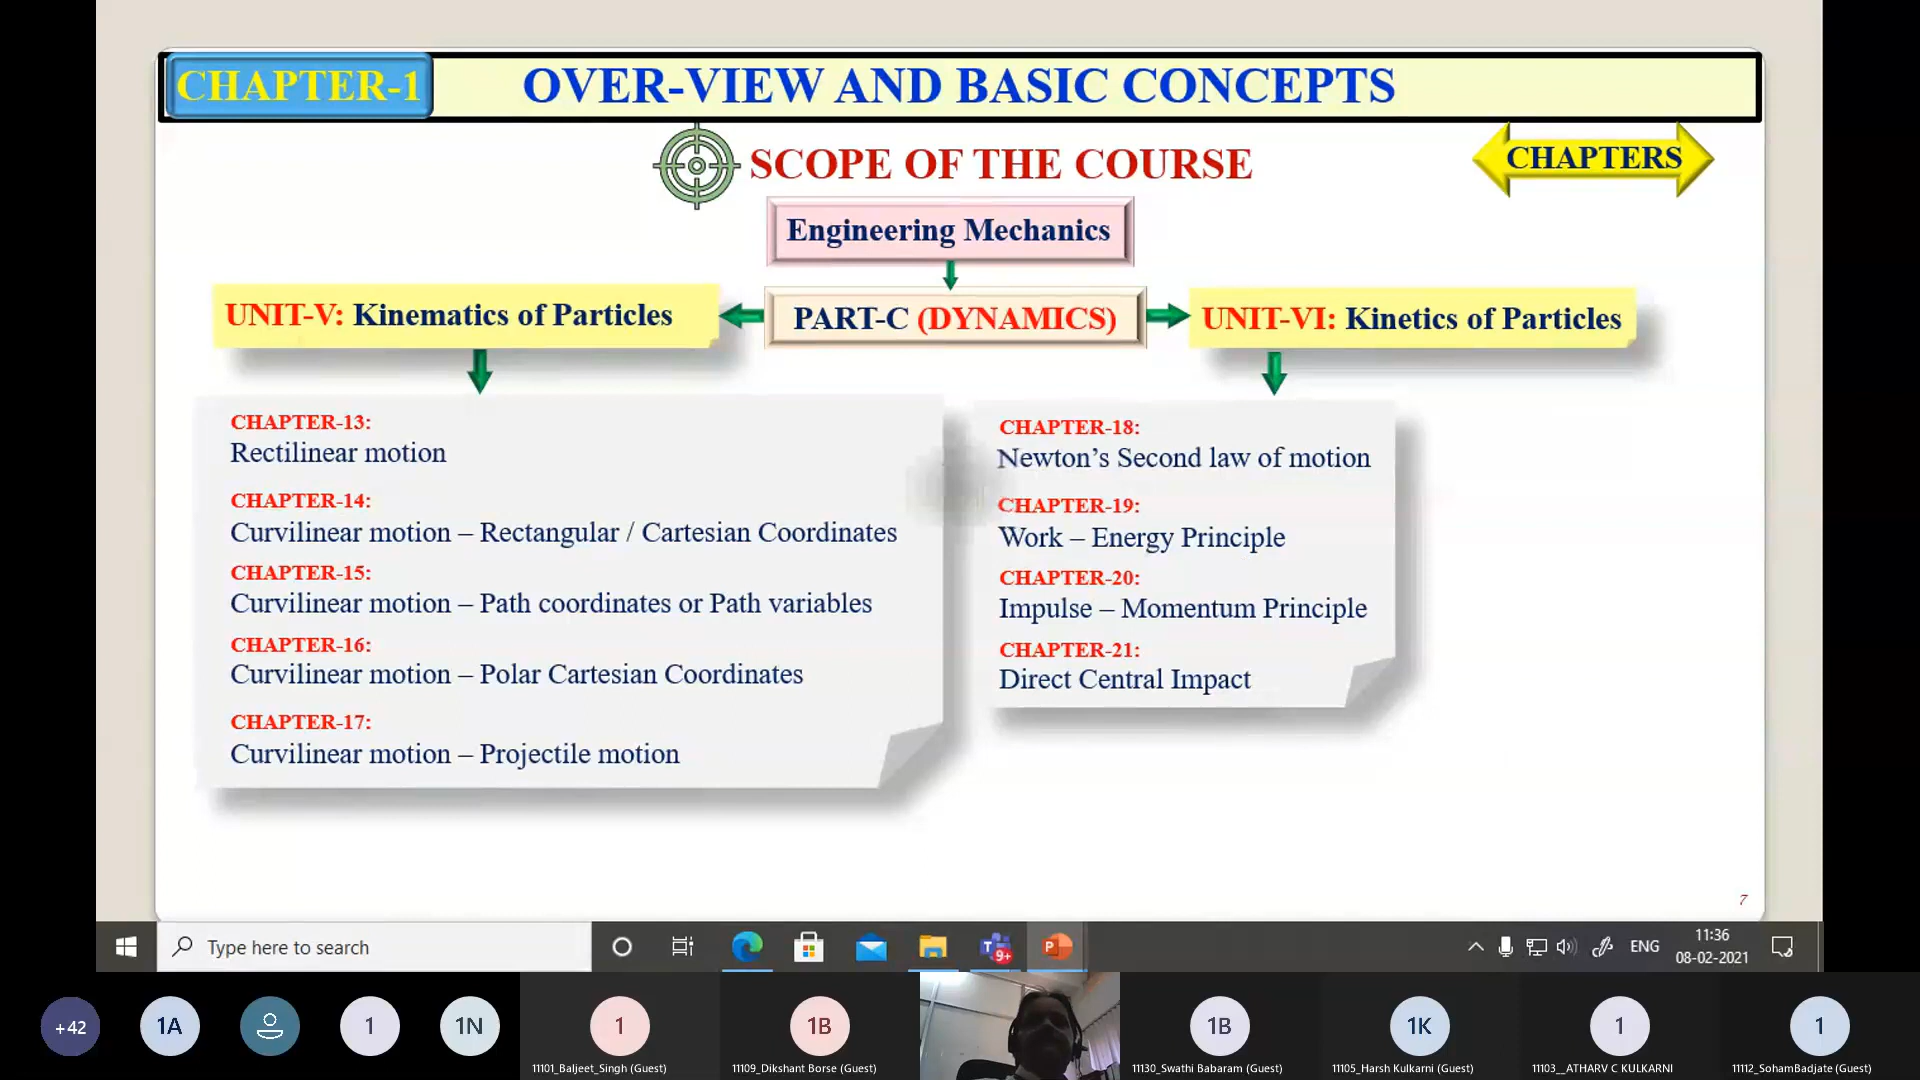 CHAPTER-1
OVER-VIEW AND BASIC CONCEPTS
SCOPE OF THE COURSE
CHAPTERS
Engineering Mechanics
UNIT-V: Kinematics of Particles
PART-C (DYNAMICS)
UNIT-VI: Kinetics of Particles
CHAPTER-13:
Rectilinear motion
CHAPTER-14:
Curvilinear motion – Rectangular / Cartesian Coordinates
CHAPTER-15:
Curvilinear motion – Path coordinates or Path variables
CHAPTER-16:
Curvilinear motion – Polar Cartesian Coordinates
CHAPTER-17:
Curvilinear motion – Projectile motion
CHAPTER-18:
Newton's Second law of motion
CHAPTER-19:
Work – Energy Principle
CHAPTER-20:
Impulse – Momentum Principle
CHAPTER-21:
Direct Central Impact
7
Type here to search
T
9+
P
ENG
11:36
08-02-2021
+42
1A
1
1N
1
11101_Baljeet_Singh (Guest)
1B
11109_Dikshant Borse (Guest)
1B
11130_Swathi Babaram (Guest)
1K
11105_Harsh Kulkarni (Guest)
1
11103__ATHARV C KULKARNI
1
11112_SohamBadjate (Guest)